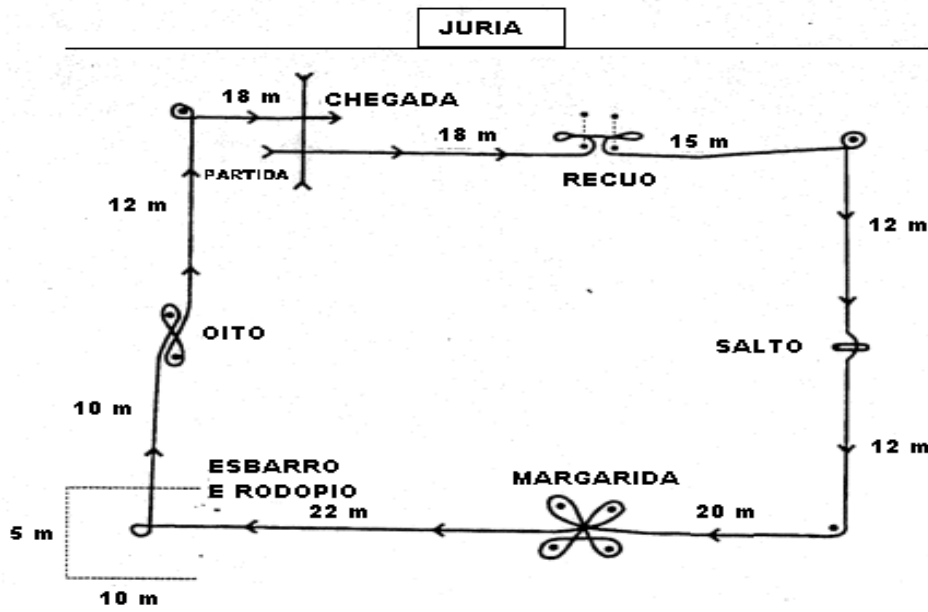 JURIA
18 m
CHEGADA
18 m
15 m
PARTIDA
RECUO
12 m
12 m
OITO
SALTO
10 m
12 m
ESBARRO
E RODOPIO
MARGARIDA
22 m
20 m
5 m
10 m